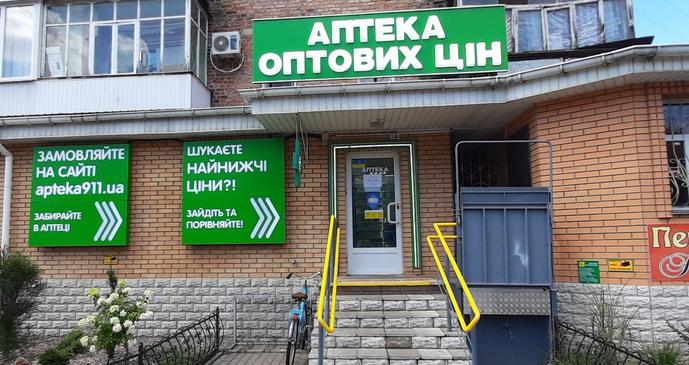 АПТЕКА
ОПТОВИХ ЦІН
ЗАМОВЛЯЙТЕ
НА САЙТІ
apteka911.ua
ЗАБИРАЙТЕ
В АПТЕЦІ
ШУКАЄТЕ
НАЙНИЖЧІ
ЦІНИ?!
ЗАЙДІТЬ ТА
ПОРІВНЯЙТЕ!
АПТЕКА